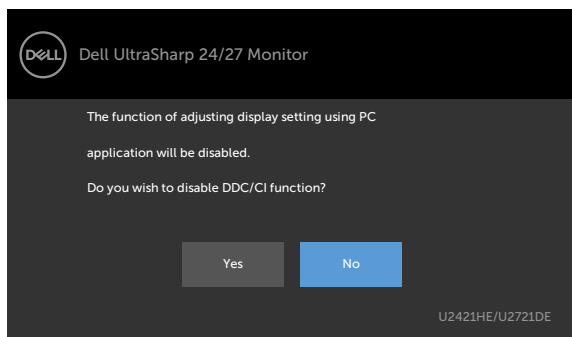 DELL
Dell UltraSharp 24/27 Monitor
The function of adjusting display setting using PC
application will be disabled.
Do you wish to disable DDC/CI function?
Yes No
U2421HE/U2721DE